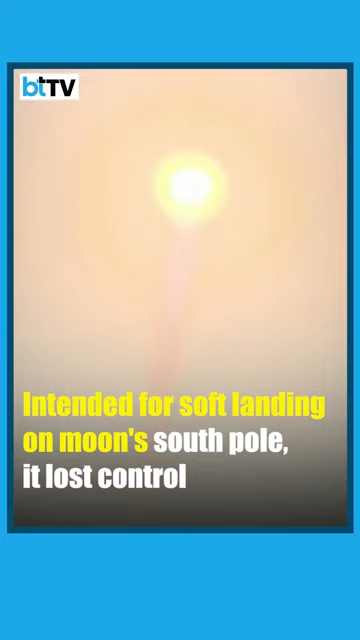 btTV
Intended for soft landing
on moon's south pole,
it lost control